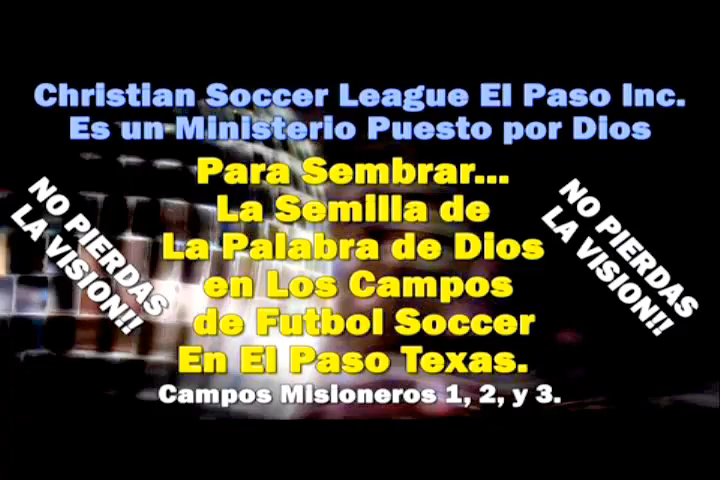 Christian Soccer League El Paso Inc.
Es un Ministerio Puesto por Dios
Para Sembrar...
La Semilla de
La Palabra de Dios
en Los Campos
de Futbol Soccer
En El Paso Texas.
Campos Misioneros 1, 2, y 3.
NO PIERDAS
LA VISION!!
NO PIERDAS
LA VISION!!